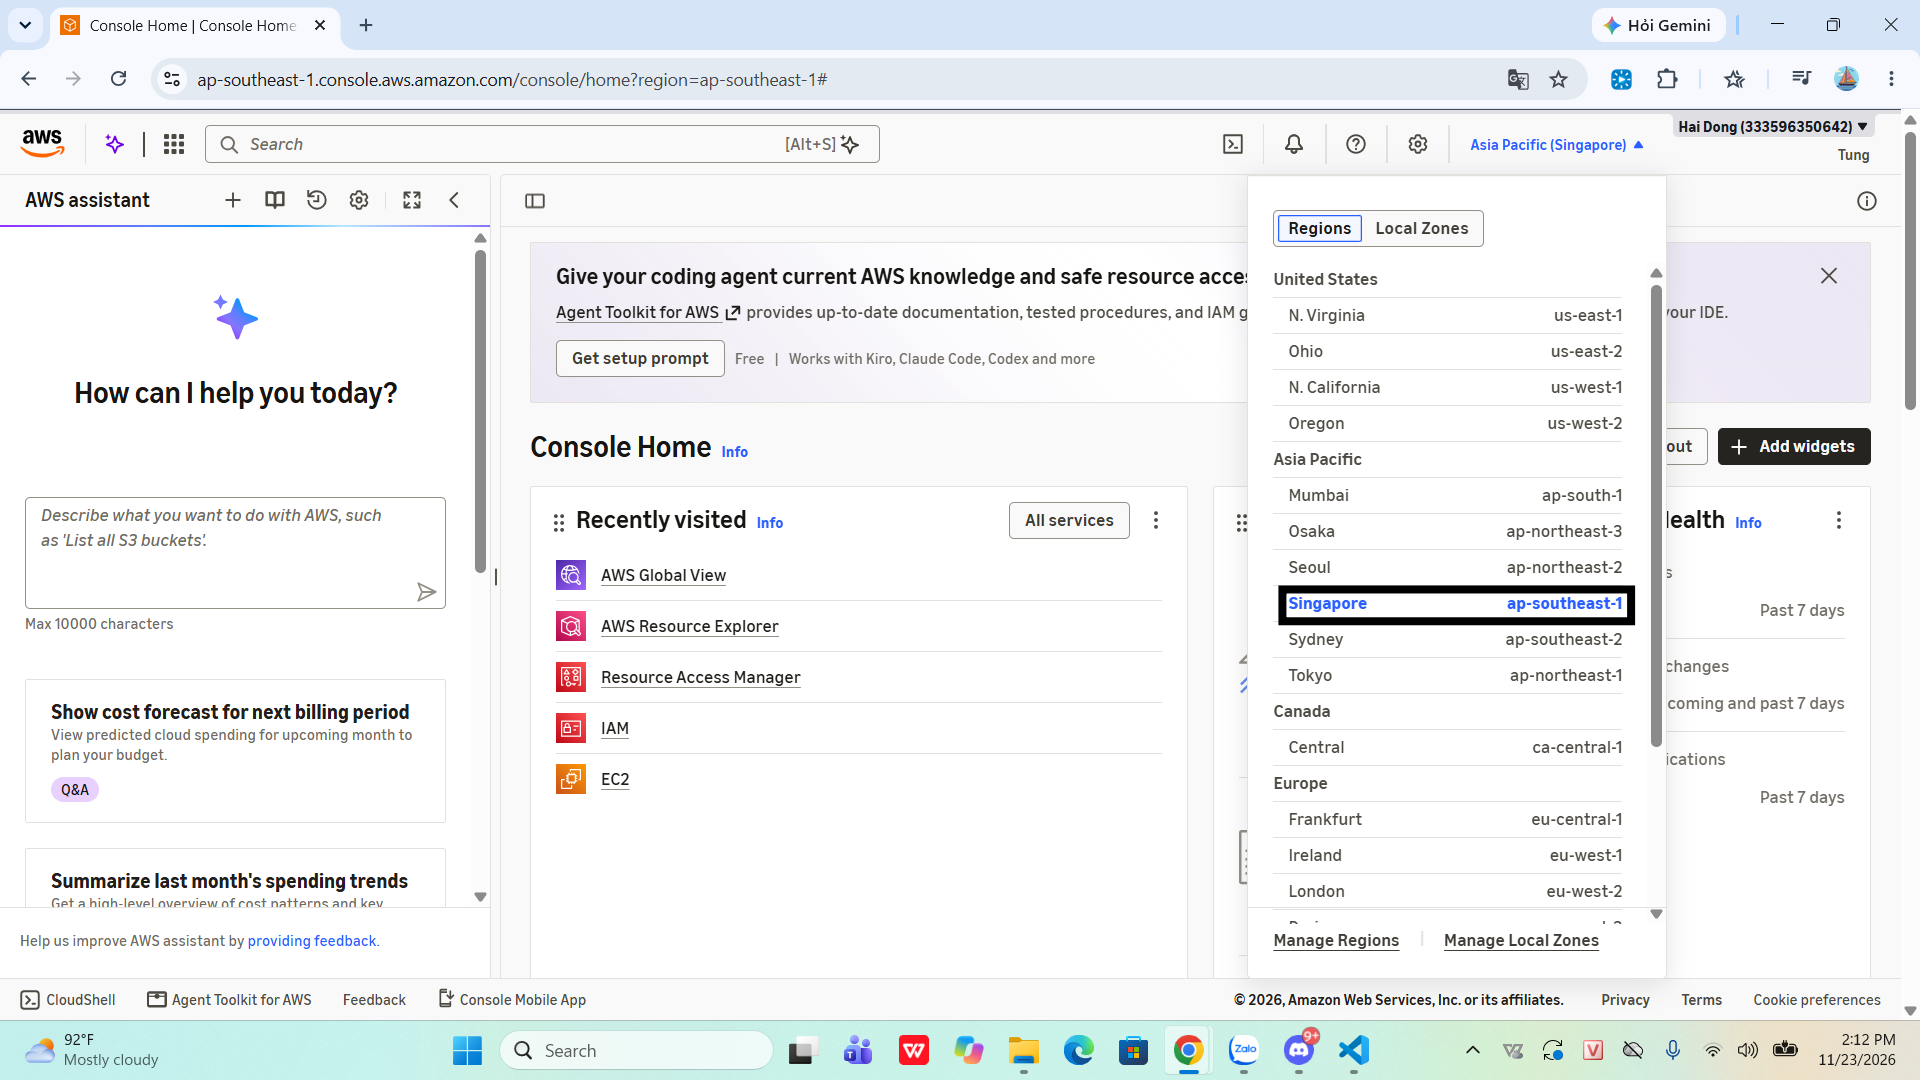 Console Home | Console Home
Hỏi Gemini
ap-southeast-1.console.aws.amazon.com/console/home?region=ap-southeast-1#
aws
Search
[Alt+S]
Asia Pacific (Singapore)
Hai Dong (333596350642)
Tung
AWS assistant
How can I help you today?
Describe what you want to do with AWS, such
as 'List all S3 buckets'.
Max 10000 characters
Show cost forecast for next billing period
View predicted cloud spending for upcoming month to
plan your budget.
Q&A
Summarize last month's spending trends
Get a high-level overview of cost patterns and key
Help us improve AWS assistant by providing feedback.
Give your coding agent current AWS knowledge and safe resource acce
Agent Toolkit for AWS provides up-to-date documentation, tested procedures, and IAM g
your IDE.
Get setup prompt
Free | Works with Kiro, Claude Code, Codex and more
Console Home Info
out
Add widgets
Recently visited Info
All services
AWS Global View
AWS Resource Explorer
Resource Access Manager
IAM
EC2
Regions
Local Zones
United States
N. Virginia us-east-1
Ohio us-east-2
N. California us-west-1
Oregon us-west-2
Asia Pacific
Mumbai ap-south-1
Osaka ap-northeast-3
Seoul ap-northeast-2
Singapore ap-southeast-1
Sydney ap-southeast-2
Tokyo ap-northeast-1
Canada
Central ca-central-1
Europe
Frankfurt eu-central-1
Ireland eu-west-1
London eu-west-2
Manage Regions
Manage Local Zones
Health Info
s
Past 7 days
changes
coming and past 7 days
ications
Past 7 days
CloudShell
Agent Toolkit for AWS
Feedback
Console Mobile App
© 2026, Amazon Web Services, Inc. or its affiliates.
Privacy
Terms
Cookie preferences
92°F
Mostly cloudy
Search
Zalo
9+
2:12 PM
11/23/2026